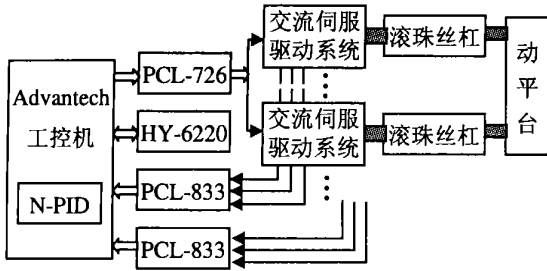 Advantech
工控机
N-PID
PCL-726
HY-6220
PCL-833
PCL-833
交流伺服
驱动系统
交流伺服
驱动系统
滚珠丝杠
滚珠丝杠
动平台